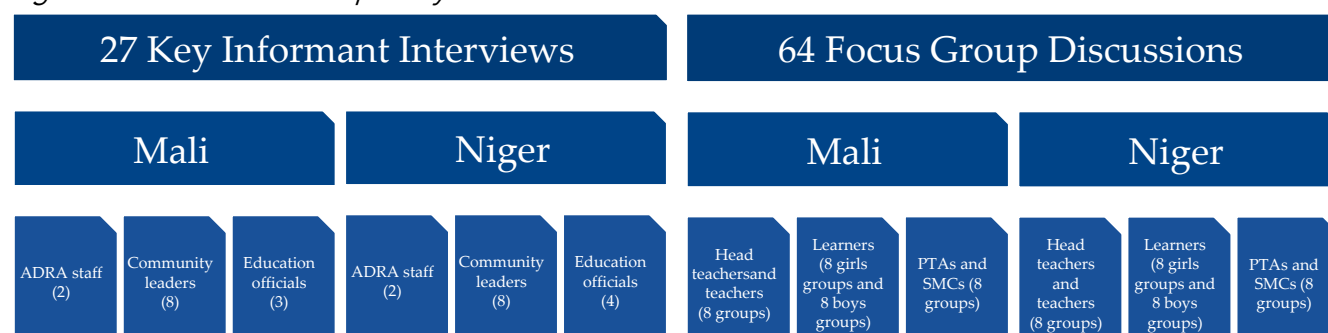 27 Key Informant Interviews
64 Focus Group Discussions
Mali
Niger
Mali
Niger
ADRA staff
(2)
Community
leaders
(8)
Education
officials
(3)
ADRA staff
(2)
Community
leaders
(8)
Education
officials
(4)
Head
teachersand
teachers
(8 groups)
Learners
(8 girls
groups and
8 boys
groups)
PTAs and
SMCs (8
groups)
Head
teachers
and
teachers
(8 groups)
Learners
(8 girls
groups and
8 boys
groups)
PTAs and
SMCs (8
groups)